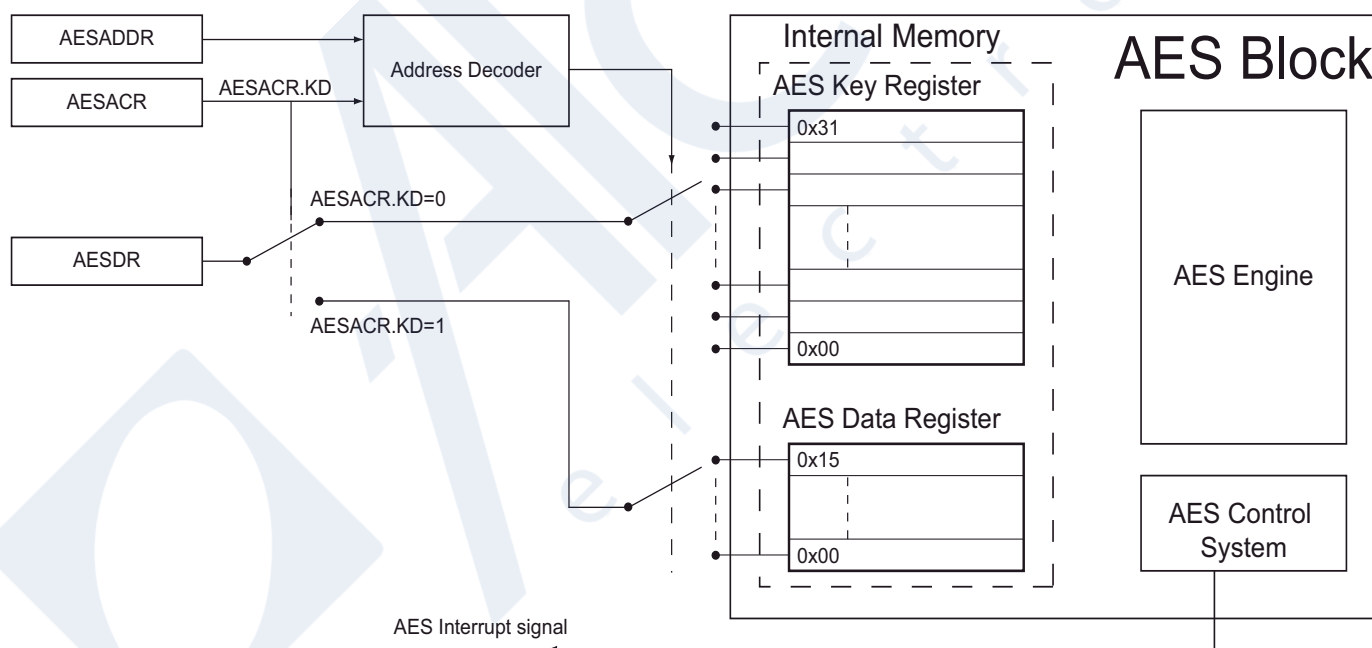 AESADDR
AESACR
AESACR.KD
Address Decoder
AESACR.KD=0
AESDR
AESACR.KD=1
Internal Memory
AES Key Register
0x31
0x00
AES Data Register
0x15
0x00
AES Block
AES Engine
AES Control
System
AES Interrupt signal